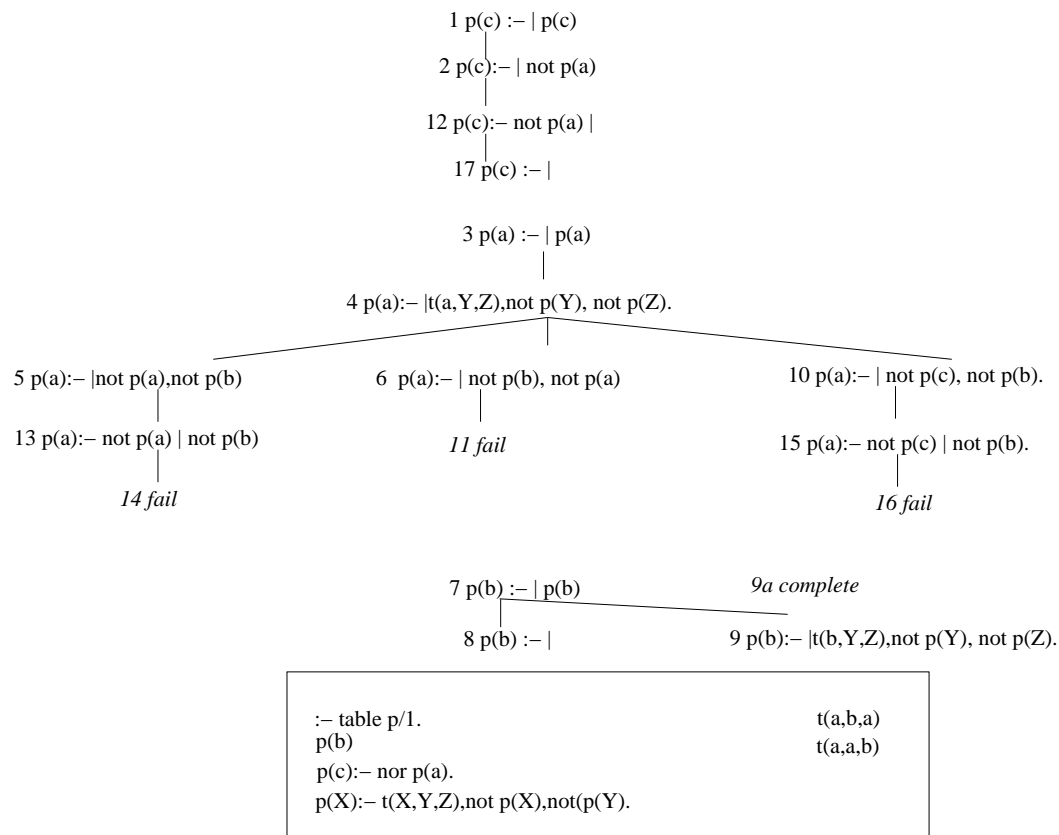 1 p(c) :– | p(c)
2 p(c):– | not p(a)
12 p(c):– not p(a) |
17 p(c) :– |
3 p(a) :– | p(a)
4 p(a):– |t(a,Y,Z),not p(Y), not p(Z).
5 p(a):– |not p(a),not p(b)
6 p(a):– | not p(b), not p(a)
10 p(a):– | not p(c), not p(b).
13 p(a):– not p(a) | not p(b)
11 fail
15 p(a):– not p(c) | not p(b).
14 fail
16 fail
7 p(b) :– | p(b)
9a complete
8 p(b) :– |
9 p(b):– |t(b,Y,Z),not p(Y), not p(Z).
:– table p/1.
t(a,b,a)
p(b)
t(a,a,b)
p(c):– nor p(a).
p(X):– t(X,Y,Z),not p(X),not(p(Y).